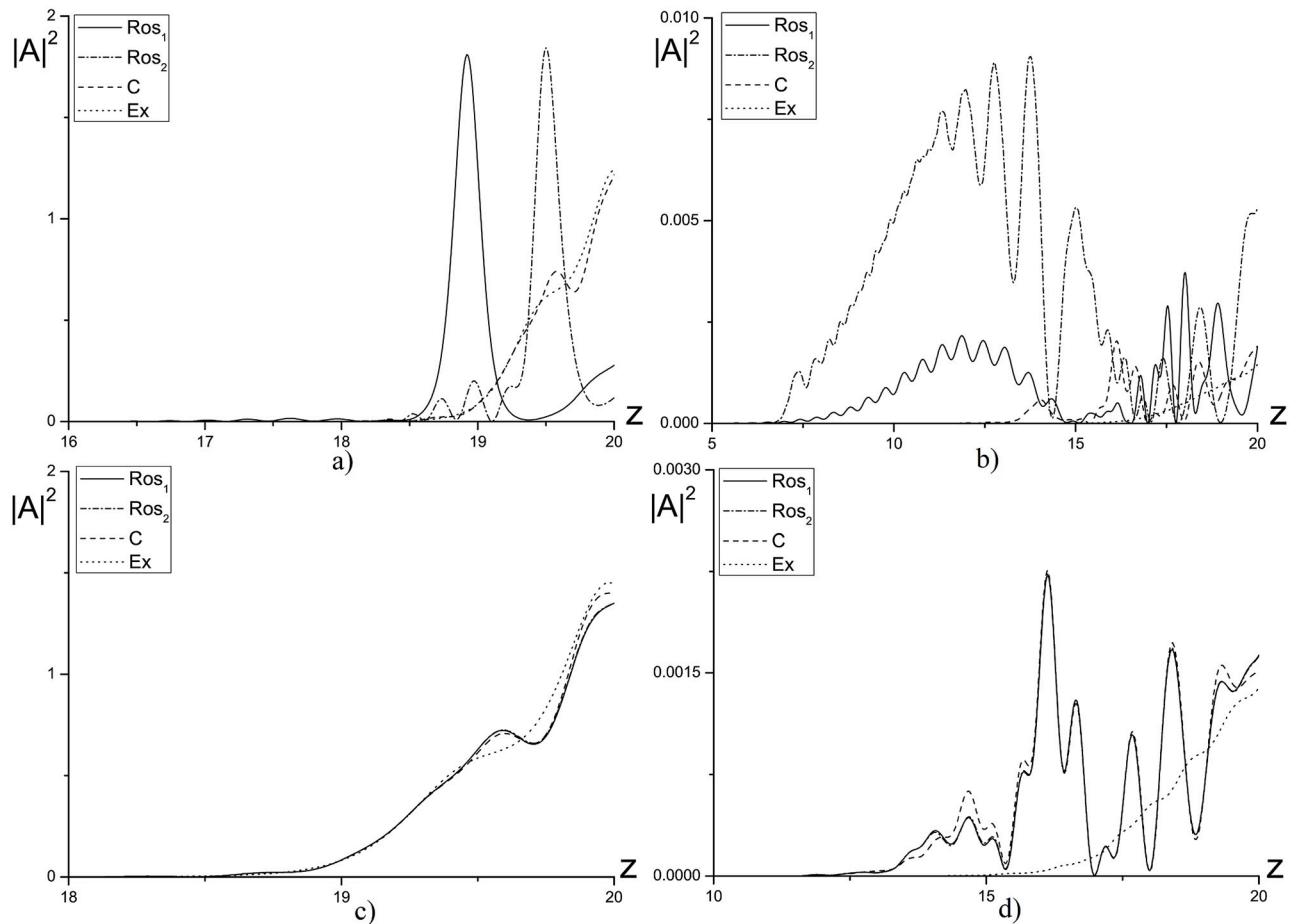 |A|²
2
1
0
Ros₁
Ros₂
C
Ex
16
17
18
19
20
Z
a)
|A|²
0.010
0.005
0.000
Ros₁
Ros₂
C
Ex
5
10
15
20
Z
b)
|A|²
2
1
0
Ros₁
Ros₂
C
Ex
18
19
20
Z
c)
|A|²
0.0030
0.0015
0.0000
Ros₁
Ros₂
C
Ex
10
15
20
Z
d)